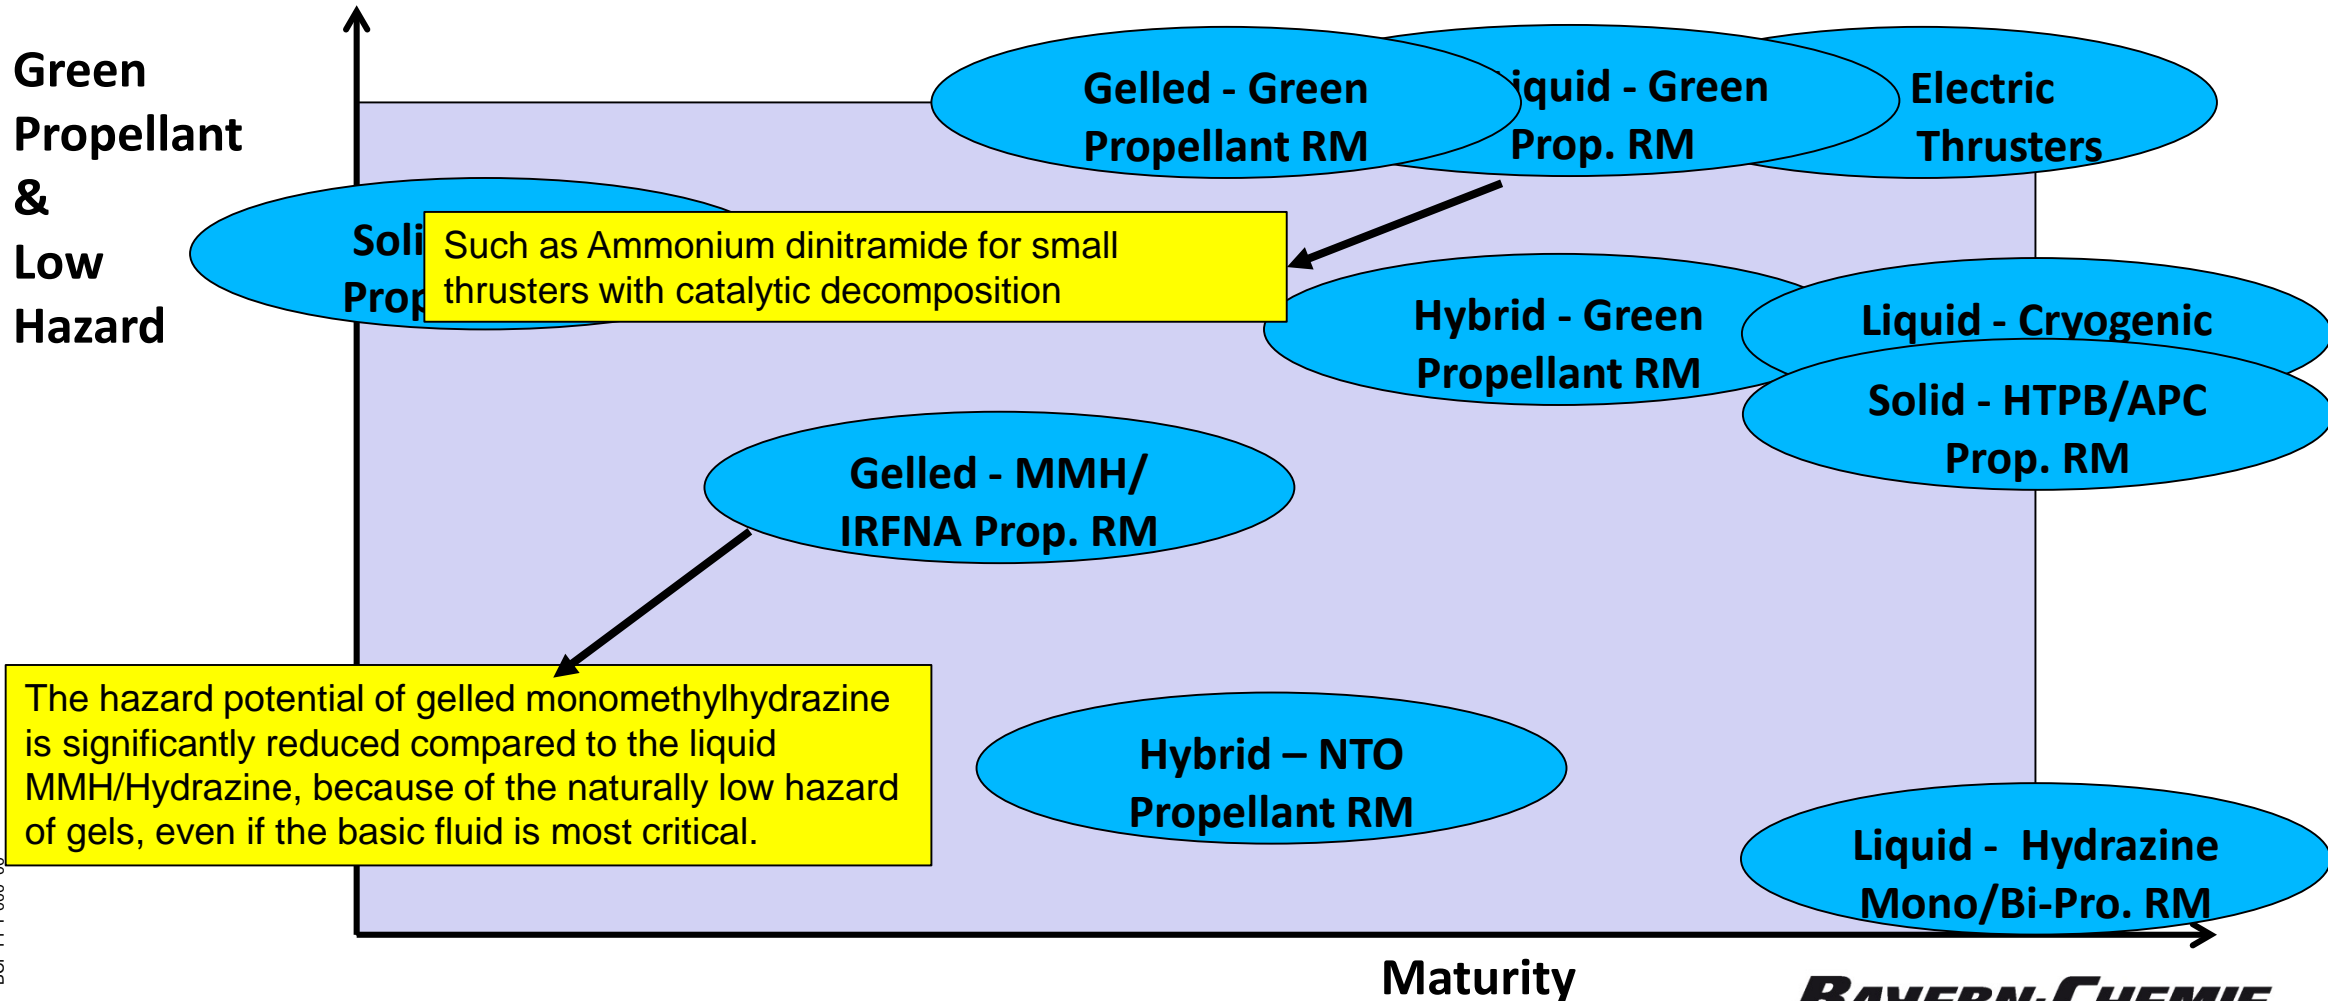 Green
Propellant
&
Low
Hazard
Gelled - Green
Propellant RM
iquid - Green
Prop. RM
Electric
Thrusters
Soli
Prop
Such as Ammonium dinitramide for small
thrusters with catalytic decomposition
Hybrid - Green
Propellant RM
Liquid - Cryogenic
Solid - HTPB/APC
Prop. RM
Gelled - MMH/
IRFNA Prop. RM
The hazard potential of gelled monomethylhydrazine
is significantly reduced compared to the liquid
MMH/Hydrazine, because of the naturally low hazard
of gels, even if the basic fluid is most critical.
Hybrid – NTO
Propellant RM
Liquid - Hydrazine
Mono/Bi-Pro. RM
Maturity
BAYERN-CHEMIE